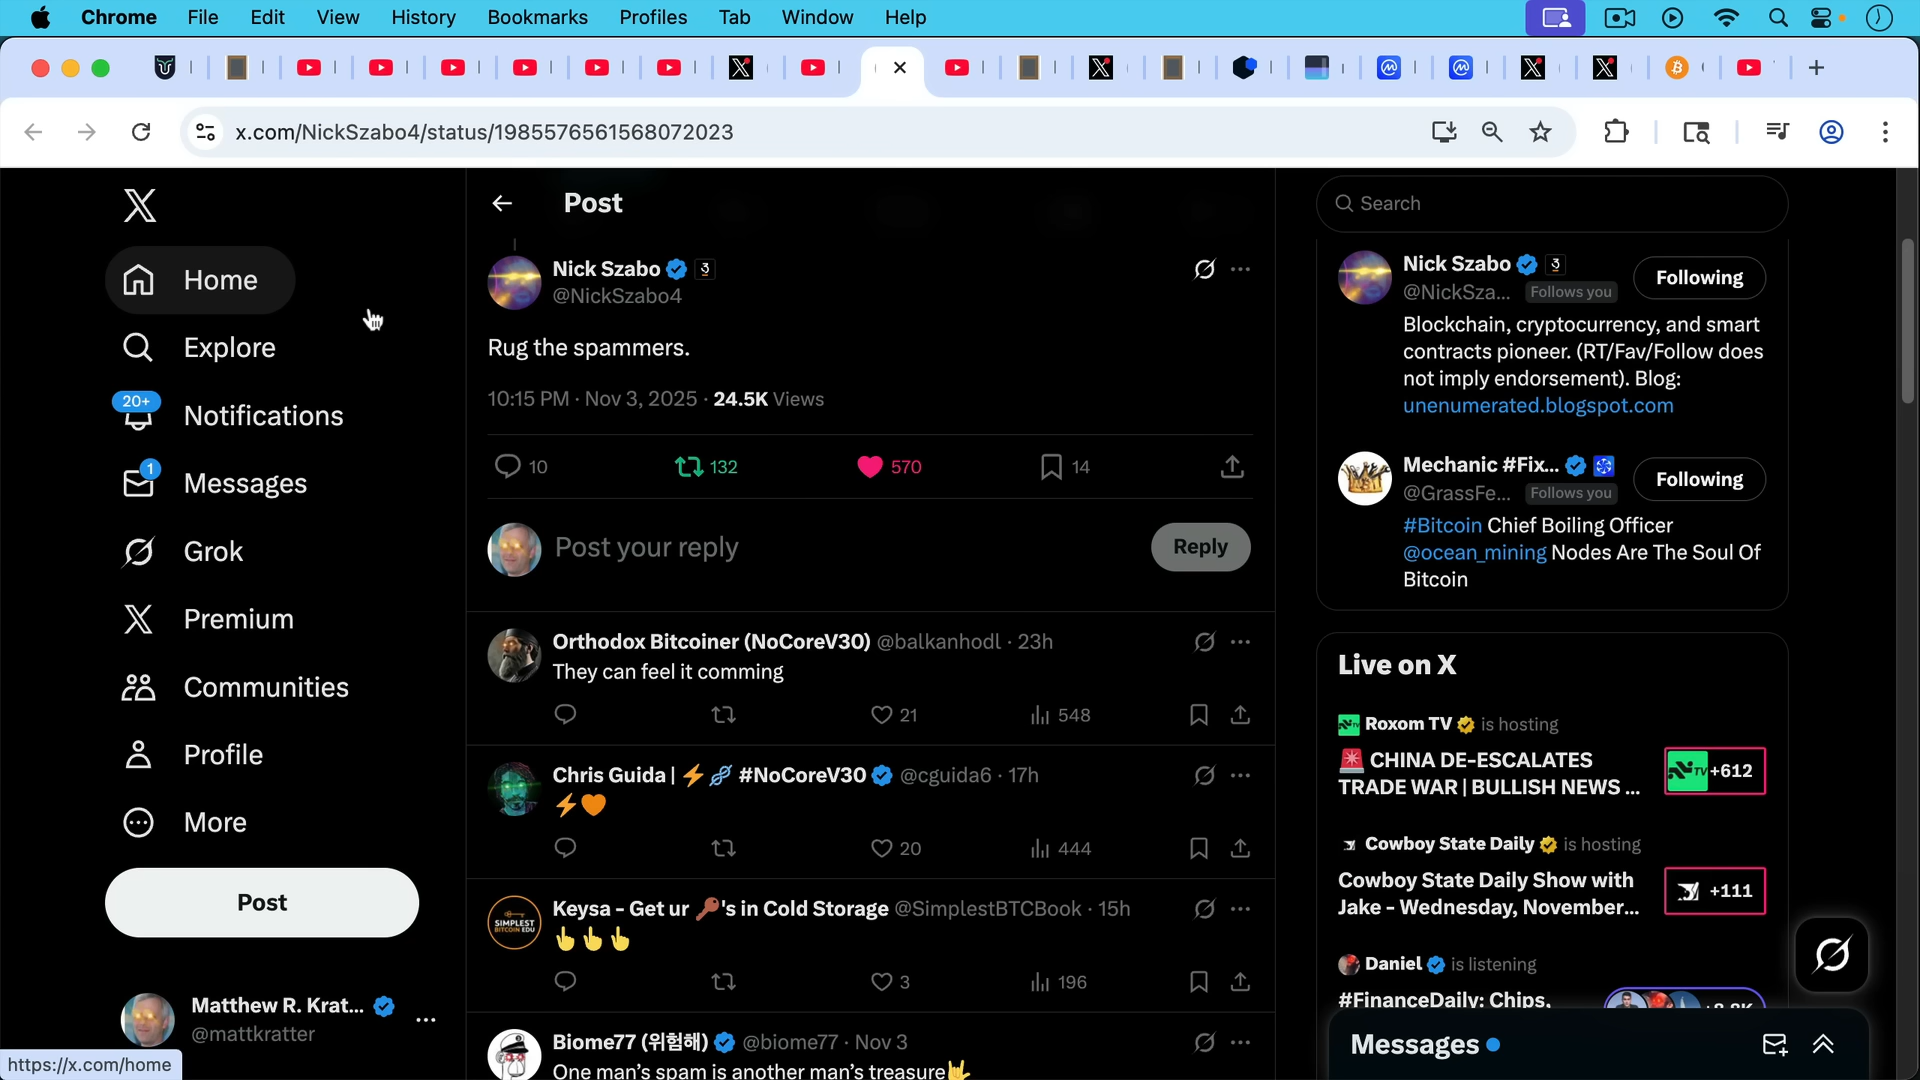 Chrome File Edit View History Bookmarks Profiles Tab Window Help
x.com/NickSzabo4/status/1985576561568072023
Home
Explore
20+
Notifications
1
Messages
Grok
Premium
Communities
Profile
More
Post
Matthew R. Krat...
@mattkratter
https://x.com/home
Post
Nick Szabo
@NickSzabo4
Rug the spammers.
10:15 PM · Nov 3, 2025 · 24.5K Views
10 132 570 14
Post your reply
Reply
Orthodox Bitcoiner (NoCoreV30) @balkanhodl · 23h
They can feel it comming
21 548
Chris Guida | ⚡🔗 #NoCoreV30 @cguida6 · 17h
⚡🧡
20 444
Keysa - Get ur 🔑's in Cold Storage @SimplestBTCBook · 15h
👆👆👆
SIMPLEST
BITCOIN EDU
3 196
Biome77 (위험해) @biome77 · Nov 3
One man's spam is another man's treasure🤘
Search
Nick Szabo
@NickSza... Follows you
Following
Blockchain, cryptocurrency, and smart
contracts pioneer. (RT/Fav/Follow does
not imply endorsement). Blog:
unenumerated.blogspot.com
Mechanic #Fix...
@GrassFe... Follows you
Following
#Bitcoin Chief Boiling Officer
@ocean_mining Nodes Are The Soul Of
Bitcoin
Live on X
Roxom TV is hosting
🚨 CHINA DE-ESCALATES
TRADE WAR | BULLISH NEWS ...
TV +612
Cowboy State Daily is hosting
Cowboy State Daily Show with
Jake - Wednesday, November...
+111
Daniel is listening
#FinanceDaily: Chips,
Messages